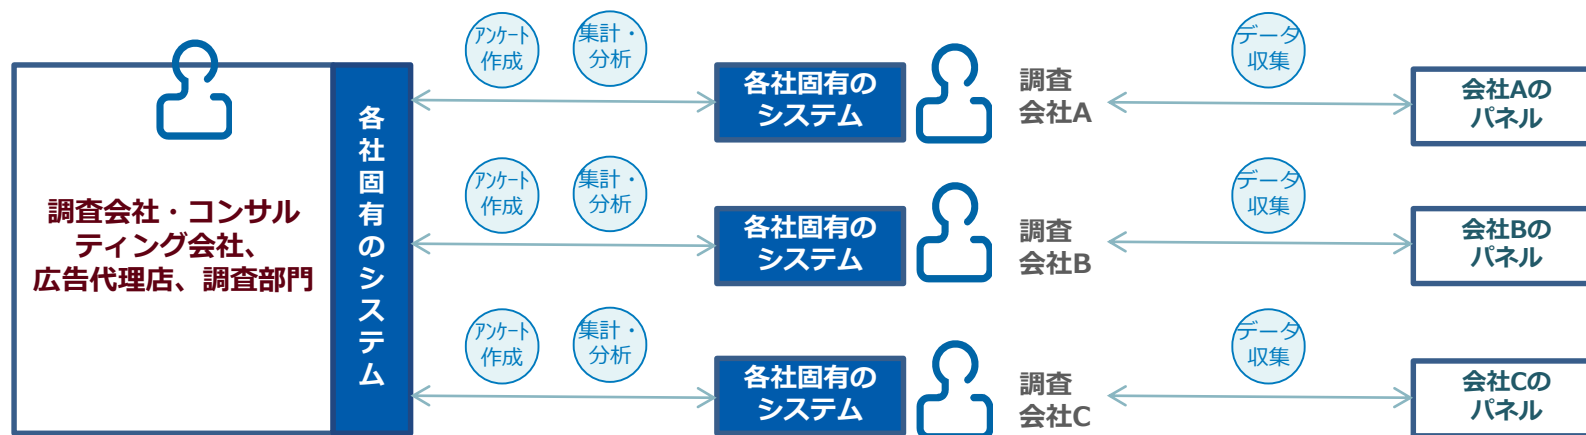 調査会社・コンサル
ティング会社、
広告代理店、調査部門
各社固有のシステム
アンケート
作成
集計・
分析
各社固有の
システム
調査
会社A
データ
収集
会社Aの
パネル
アンケート
作成
集計・
分析
各社固有の
システム
調査
会社B
データ
収集
会社Bの
パネル
アンケート
作成
集計・
分析
各社固有の
システム
調査
会社C
データ
収集
会社Cの
パネル